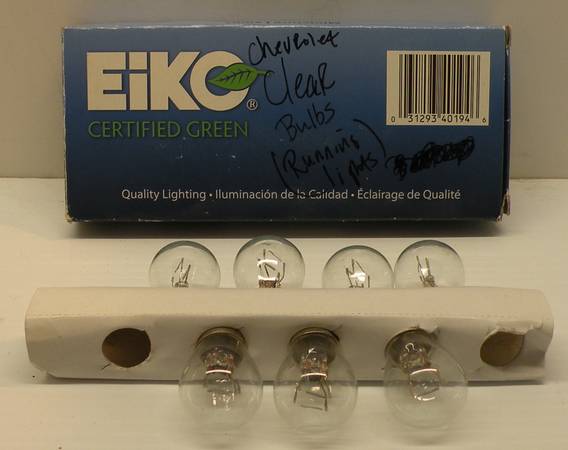 EiKO®
CERTIFIED GREEN
Chevrolet
Clear
Bulbs
(Running
lights)
0 31293 40194 6
Quality Lighting • Iluminación de la Calidad • Éclairage de Qualité